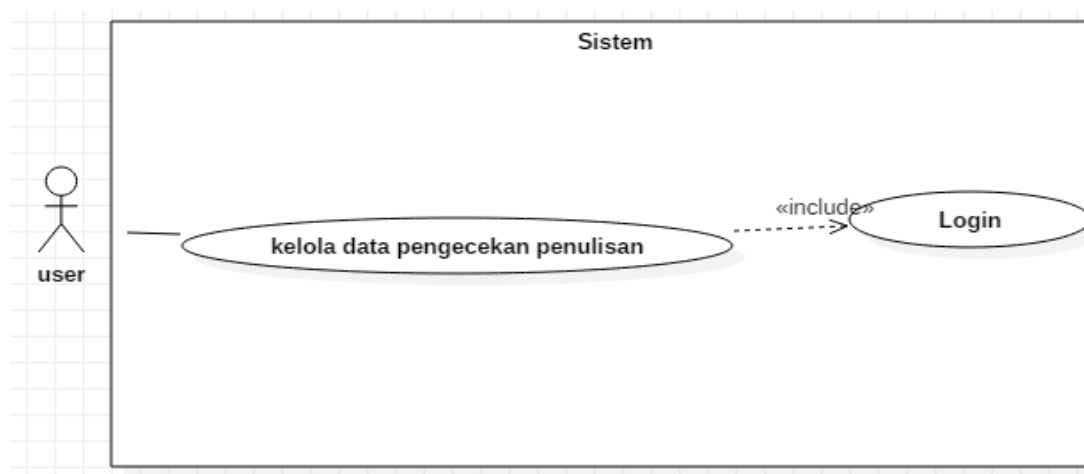 Sistem
«include»
Login
kelola data pengecekan penulisan
user